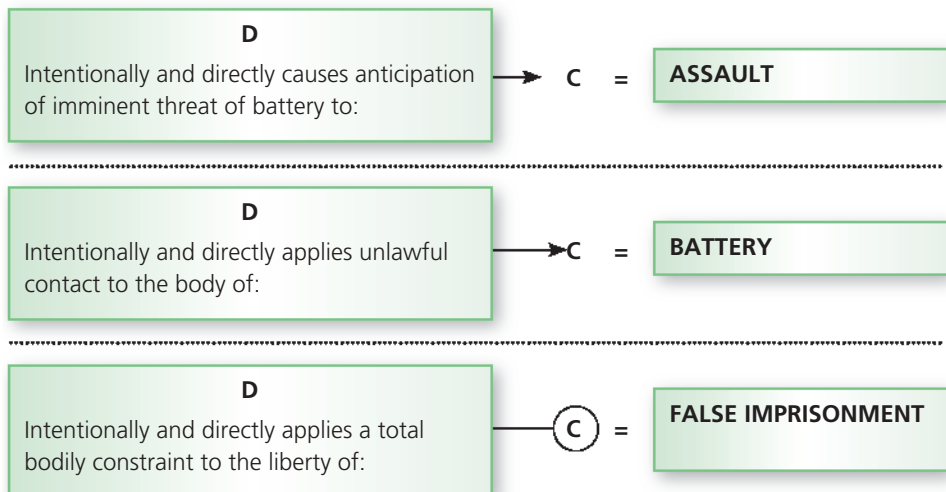 D
Intentionally and directly causes anticipation
of imminent threat of battery to:
C = ASSAULT
D
Intentionally and directly applies unlawful
contact to the body of:
C = BATTERY
D
Intentionally and directly applies a total
bodily constraint to the liberty of:
C = FALSE IMPRISONMENT